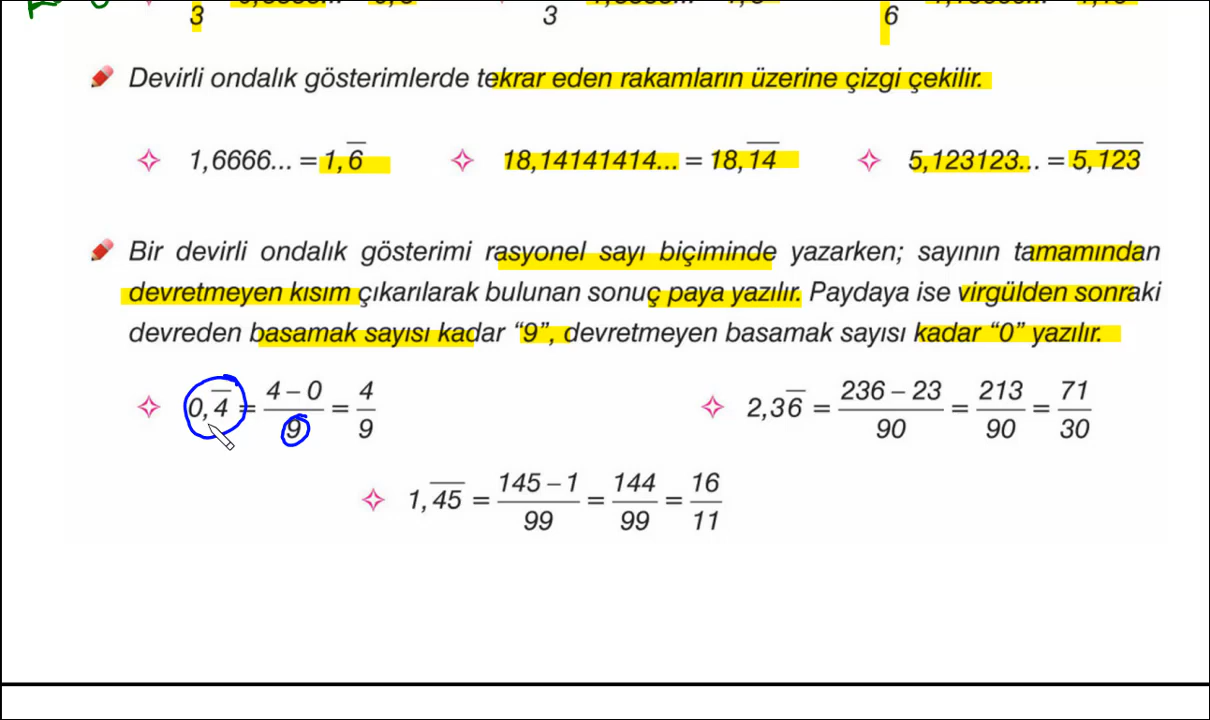 3 3 6
Devirli ondalık gösterimlerde tekrar eden rakamların üzerine çizgi çekilir.
1,6666... = 1,6̅ 18,14141414... = 18,1̅4̅ 5,123123... = 5,1̅2̅3̅
Bir devirli ondalık gösterimi rasyonel sayı biçiminde yazarken; sayının tamamından
devretmeyen kısım çıkarılarak bulunan sonuç paya yazılır. Paydaya ise virgülden sonraki
devreden basamak sayısı kadar “9”, devretmeyen basamak sayısı kadar “0” yazılır.
0,4̅ = (4 – 0)/9 = 4/9 2,36̅ = (236 – 23)/90 = 213/90 = 71/30
1,4̅5̅ = (145 – 1)/99 = 144/99 = 16/11